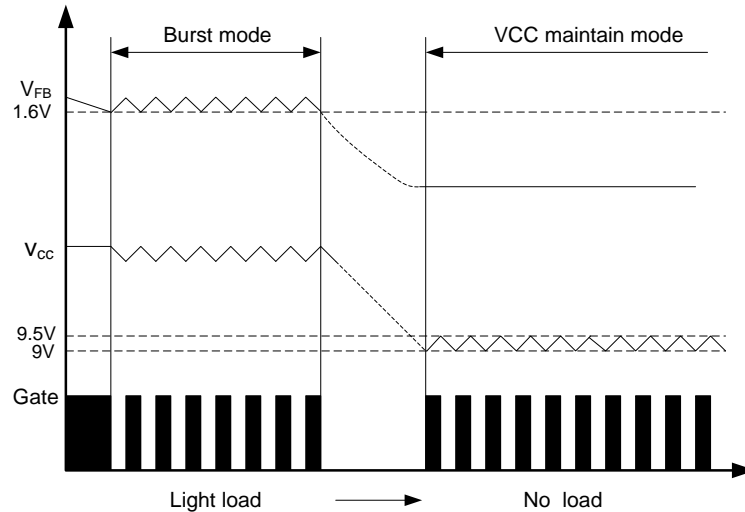 Burst mode
VCC maintain mode
VFB
1.6V
vcc
9.5V
9V
Gate
Light load
No load